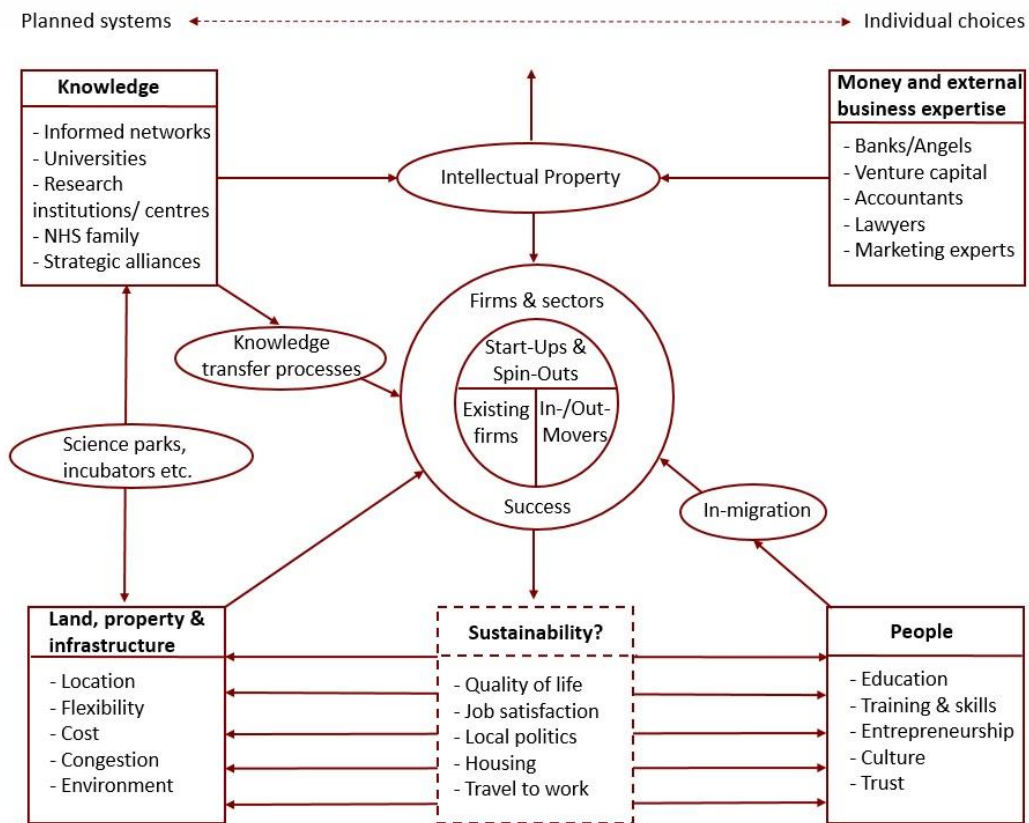 Planned systems
Individual choices
Knowledge
- Informed networks
- Universities
- Research
institutions/ centres
- NHS family
- Strategic alliances
Money and external
business expertise
- Banks/Angels
- Venture capital
- Accountants
- Lawyers
- Marketing experts
Intellectual Property
Knowledge
transfer processes
Firms & sectors
Start-Ups &
Spin-Outs
Existing
firms
In-/Out-
Movers
Success
Science parks,
incubators etc.
In-migration
Land, property &
infrastructure
- Location
- Flexibility
- Cost
- Congestion
- Environment
Sustainability?
- Quality of life
- Job satisfaction
- Local politics
- Housing
- Travel to work
People
- Education
- Training & skills
- Entrepreneurship
- Culture
- Trust